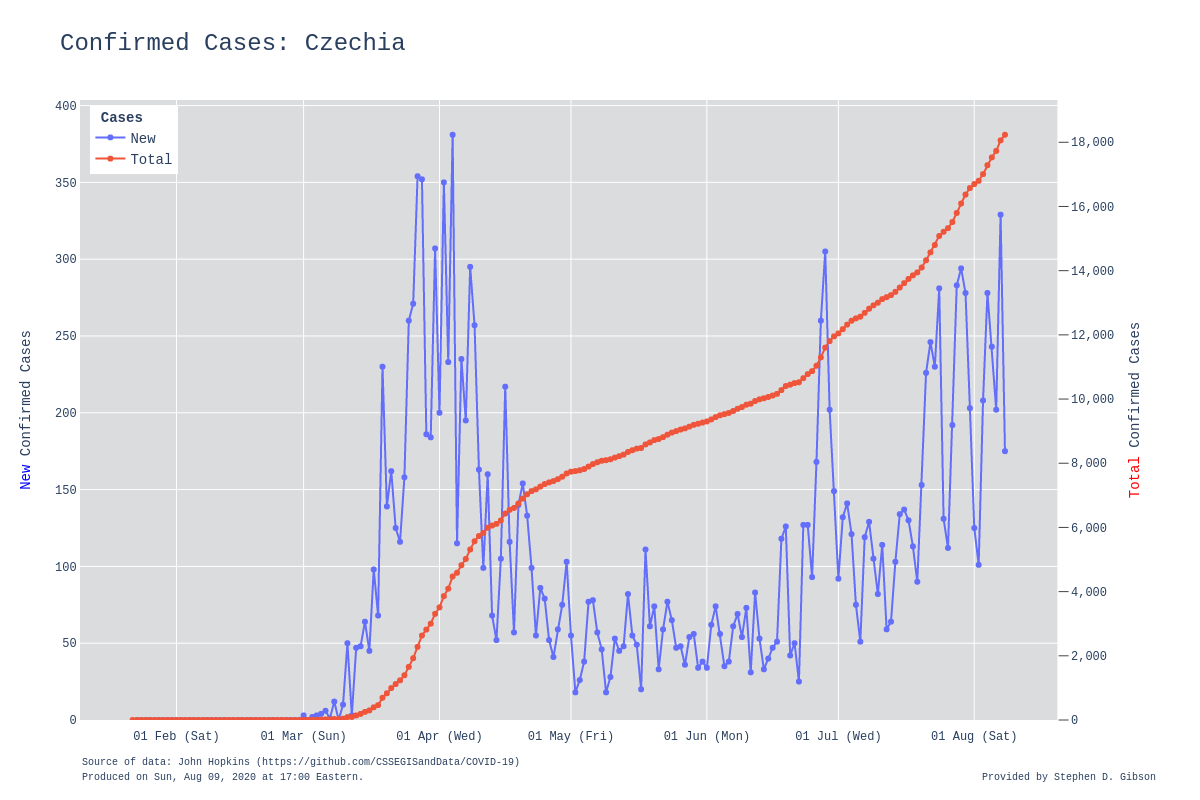 Confirmed Cases: Czechia
Cases
New
Total
400
350
300
250
200
150
100
50
0
18,000
16,000
14,000
12,000
10,000
8,000
6,000
4,000
2,000
0
New Confirmed Cases
Total Confirmed Cases
01 Feb (Sat) 01 Mar (Sun) 01 Apr (Wed) 01 May (Fri) 01 Jun (Mon) 01 Jul (Wed) 01 Aug (Sat)
Source of data: John Hopkins (https://github.com/CSSEGISandData/COVID-19)
Produced on Sun, Aug 09, 2020 at 17:00 Eastern.
Provided by Stephen D. Gibson